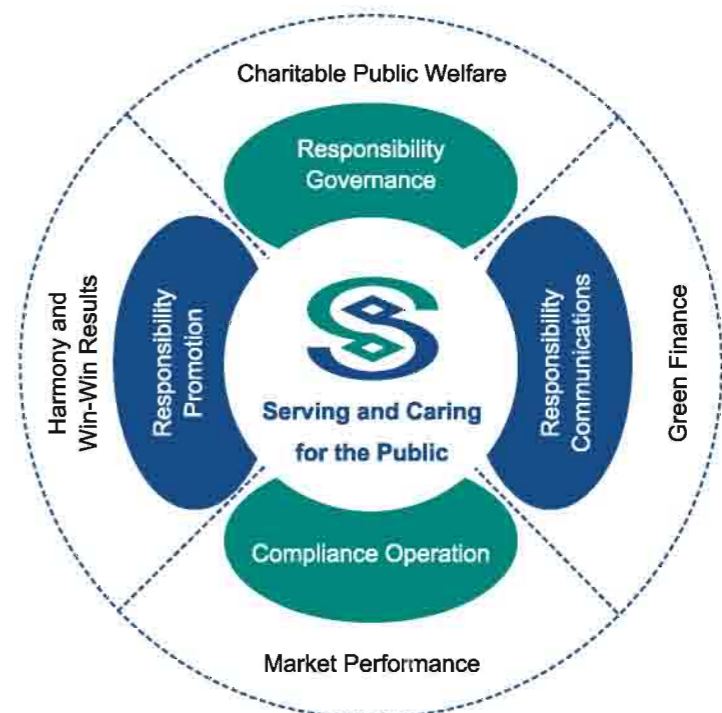 Charitable Public Welfare
Responsibility
Governance
Harmony and
Win-Win Results
Responsibility
Promotion
Serving and Caring
for the Public
Responsibility
Communications
Green Finance
Compliance Operation
Market Performance